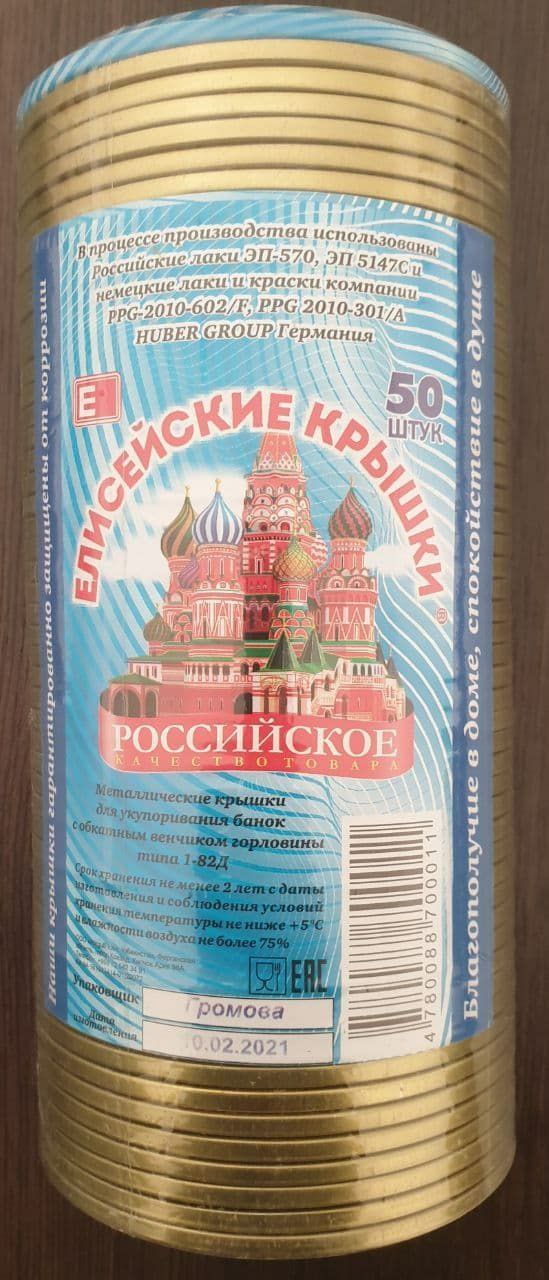 В процессе производства использованы
Российские лаки ЭП-570, ЭП 5147С и
немецкие лаки и краски компании
PPG-2010-602/F, PPG 2010-301/A
HUBER GROUP Германия
Е
50
ШТУК
ЕЛИСЕЙСКИЕ КРЫШКИ
®
РОССИЙСКОЕ
КАЧЕСТВО ТОВАРА
Металлические крышки
для укупоривания банок
с обкатным венчиком горловины
типа 1-82Д
Срок хранения не менее 2 лет с даты
изготовления и соблюдения условий
хранения температуры не ниже +5°С
и влажности воздуха не более 75%
EAC
Упаковщик
Громова
Дата
изготовления
10.02.2021
4 780088 700011
Наши крышки гарантированно защищены от коррозии
Благополучие в доме, спокойствие в душе